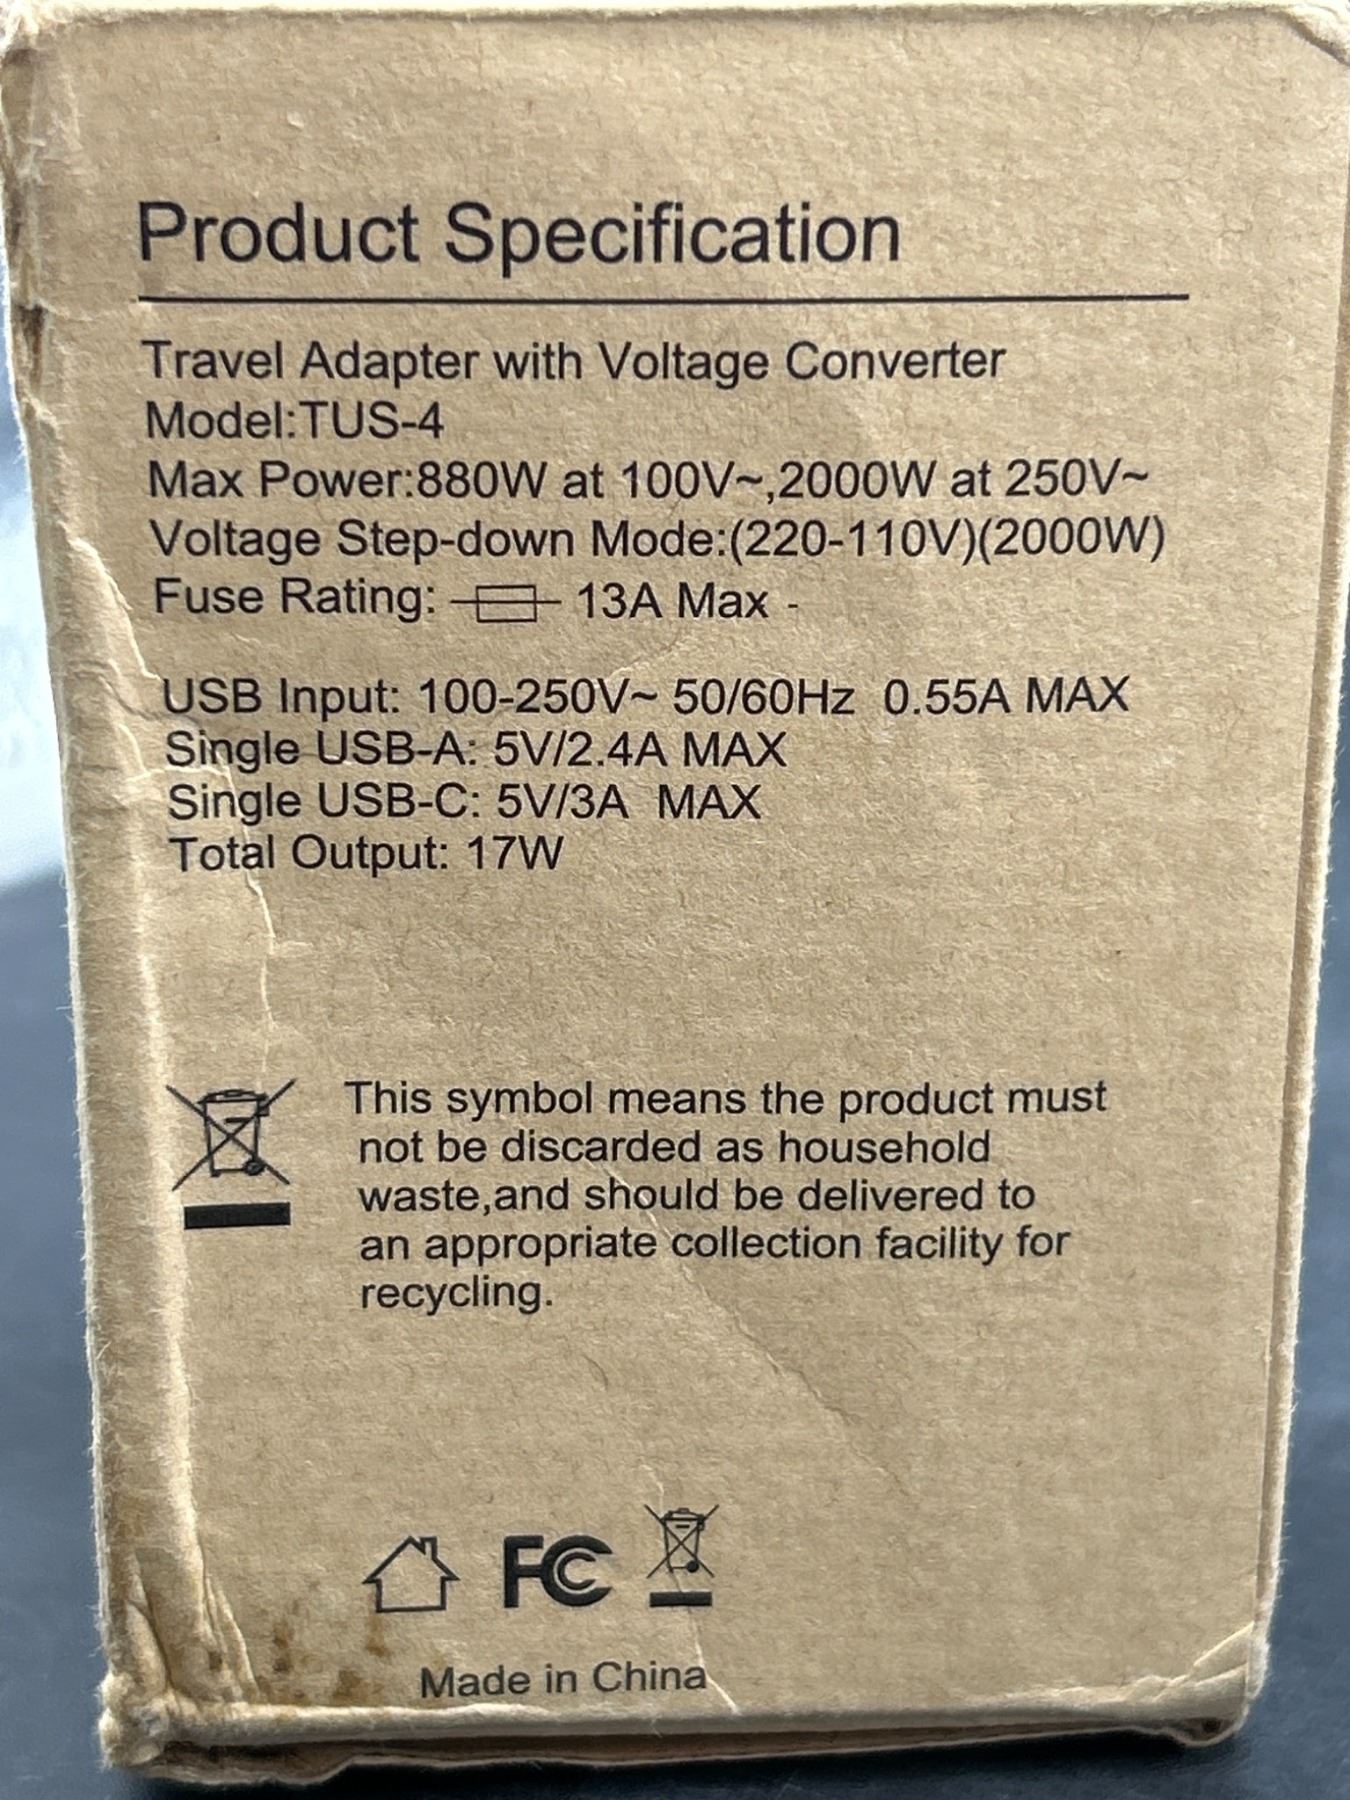 Product Specification
Travel Adapter with Voltage Converter
Model:TUS-4
Max Power:880W at 100V~,2000W at 250V~
Voltage Step-down Mode:(220-110V)(2000W)
Fuse Rating: 13A Max -
USB Input: 100-250V~ 50/60Hz 0.55A MAX
Single USB-A: 5V/2.4A MAX
Single USB-C: 5V/3A MAX
Total Output: 17W
This symbol means the product must
not be discarded as household
waste,and should be delivered to
an appropriate collection facility for
recycling.
FC
Made in China